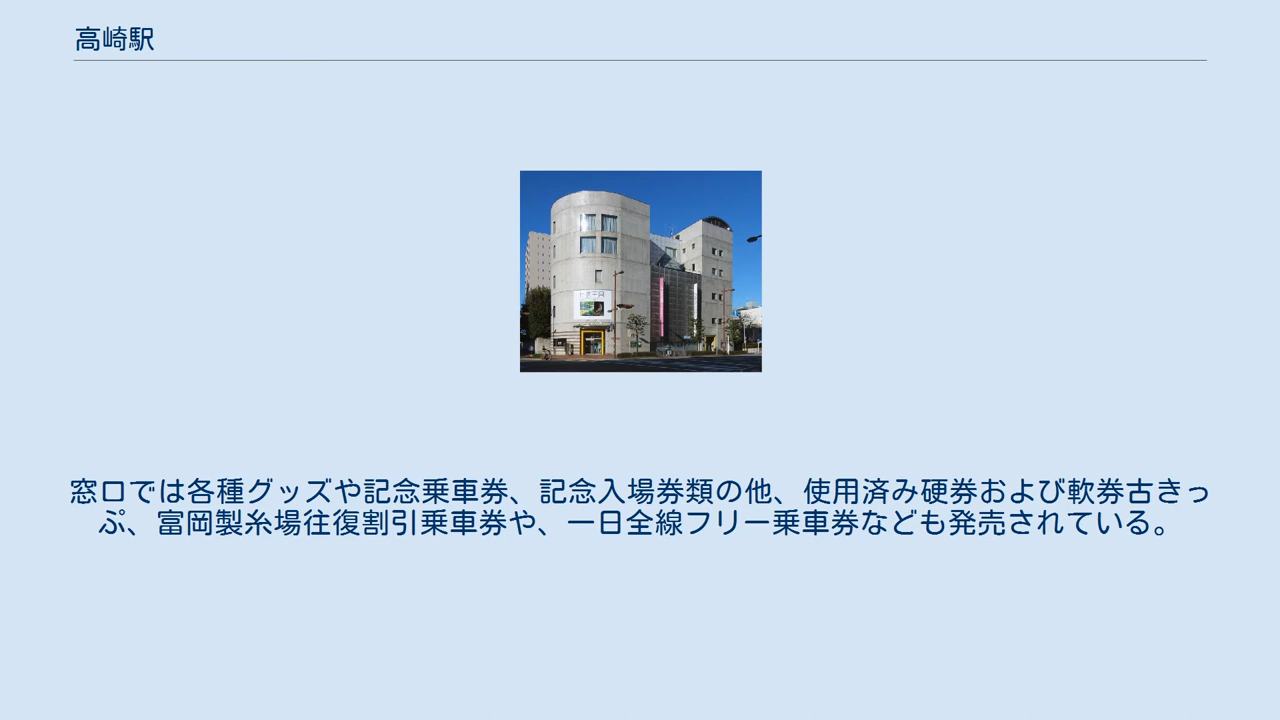 高崎駅
窓口では各種グッズや記念乗車券、記念入場券類の他、使用済み硬券および軟券古きっ
ぷ、富岡製糸場往復割引乗車券や、一日全線フリー乗車券なども発売されている。